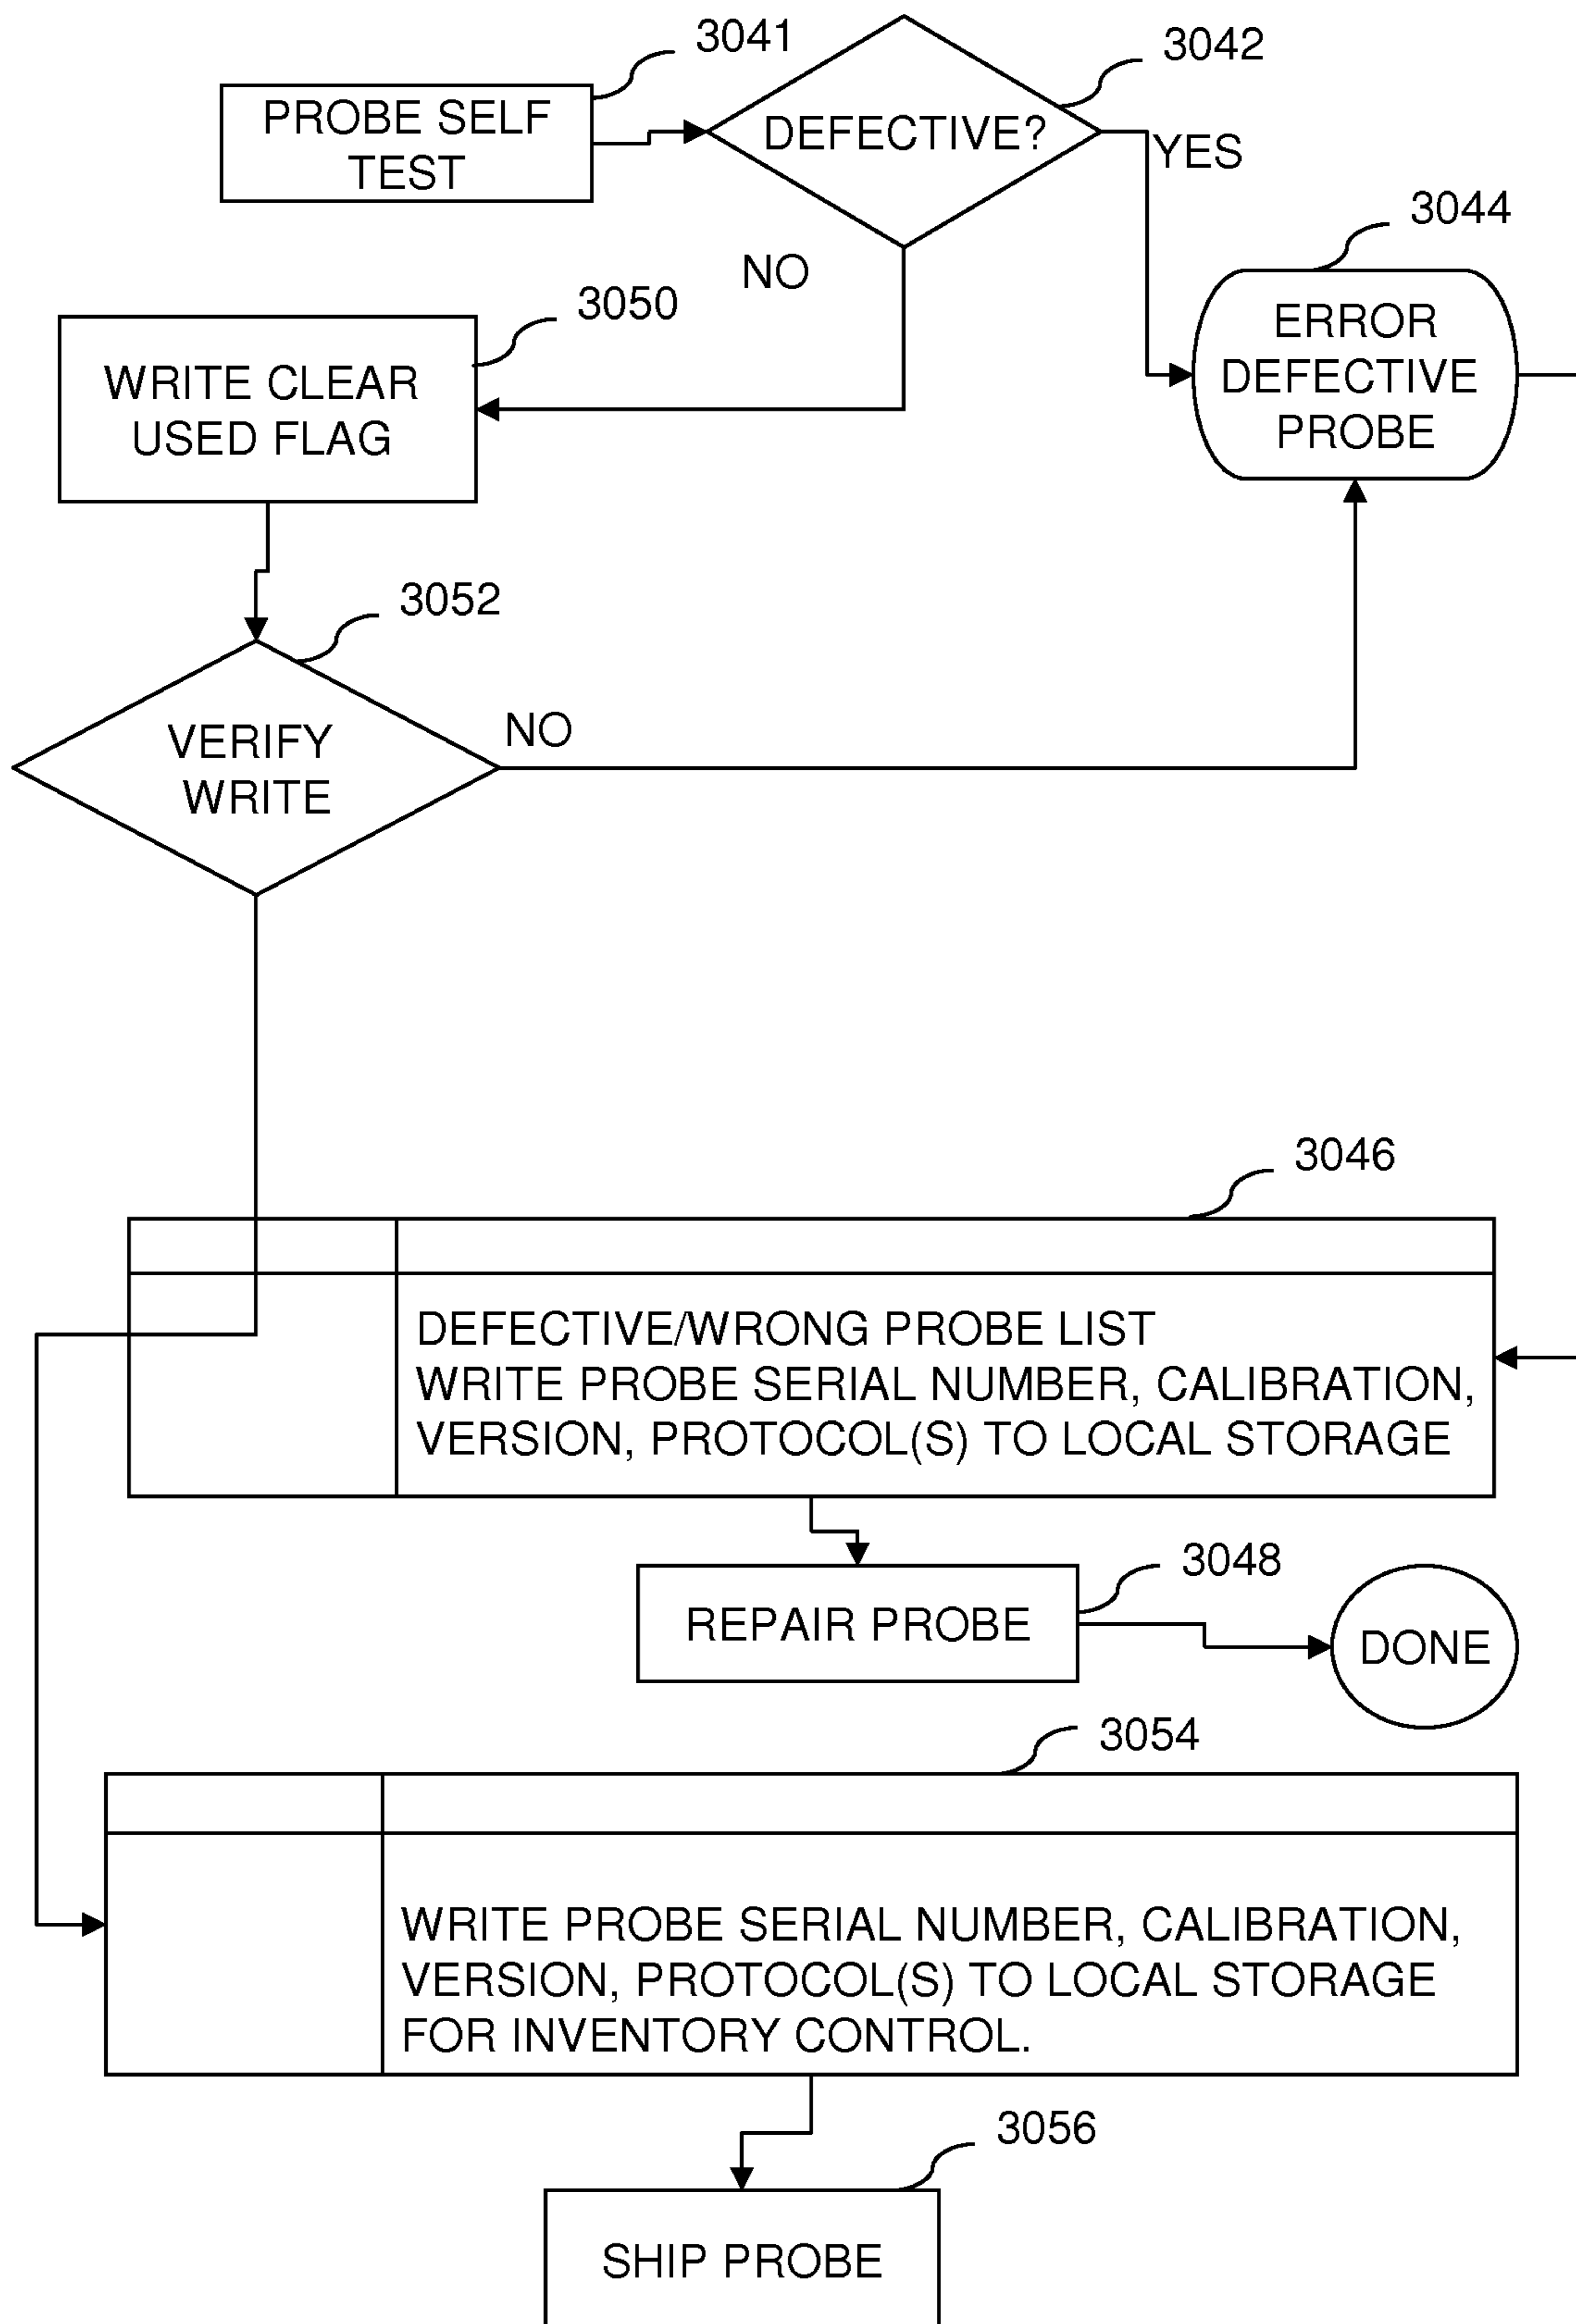 3041
3042
PROBE SELF
TEST
DEFECTIVE?
YES
3044
NO
3050
ERROR
DEFECTIVE
PROBE
WRITE CLEAR
USED FLAG
3052
VERIFY
WRITE
NO
3046
DEFECTIVE/WRONG PROBE LIST
WRITE PROBE SERIAL NUMBER, CALIBRATION,
VERSION, PROTOCOL(S) TO LOCAL STORAGE
3048
REPAIR PROBE
DONE
3054
WRITE PROBE SERIAL NUMBER, CALIBRATION,
VERSION, PROTOCOL(S) TO LOCAL STORAGE
FOR INVENTORY CONTROL.
3056
SHIP PROBE